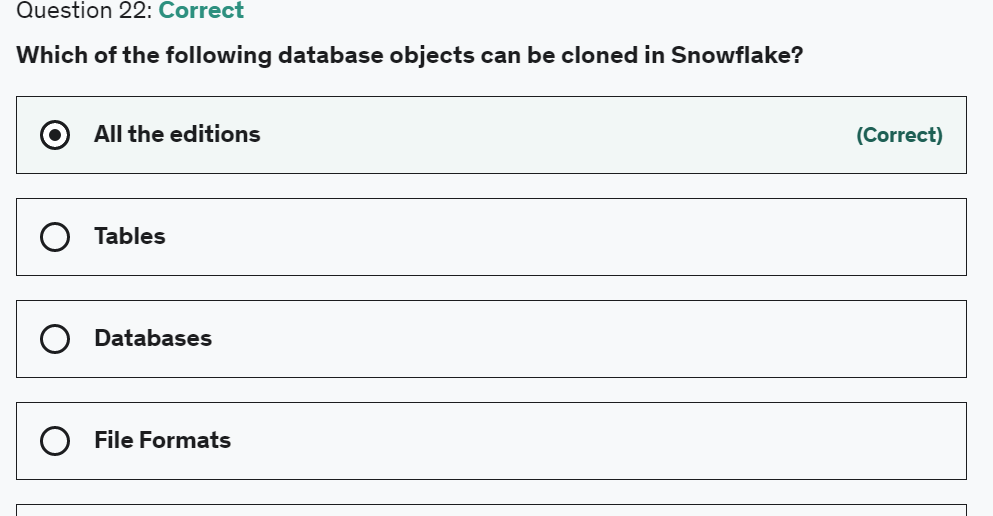 Question 22: Correct
Which of the following database objects can be cloned in Snowflake?
All the editions (Correct)
Tables
Databases
File Formats